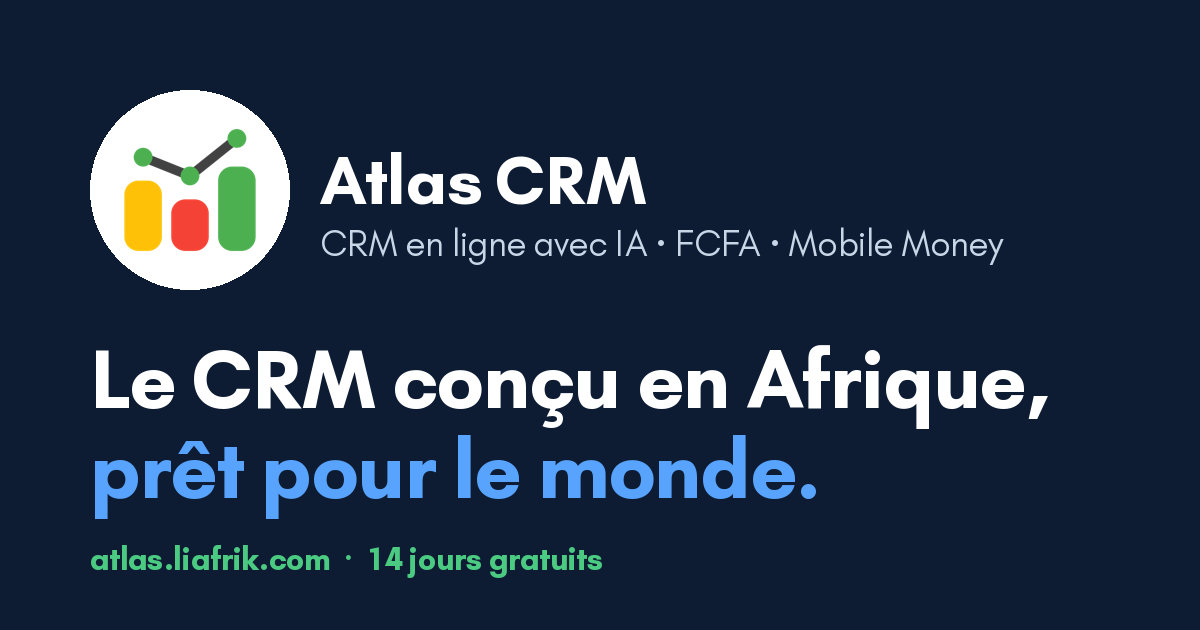 Atlas CRM
CRM en ligne avec IA • FCFA • Mobile Money
Le CRM conçu en Afrique,
prêt pour le monde.
atlas.liafrik.com · 14 jours gratuits